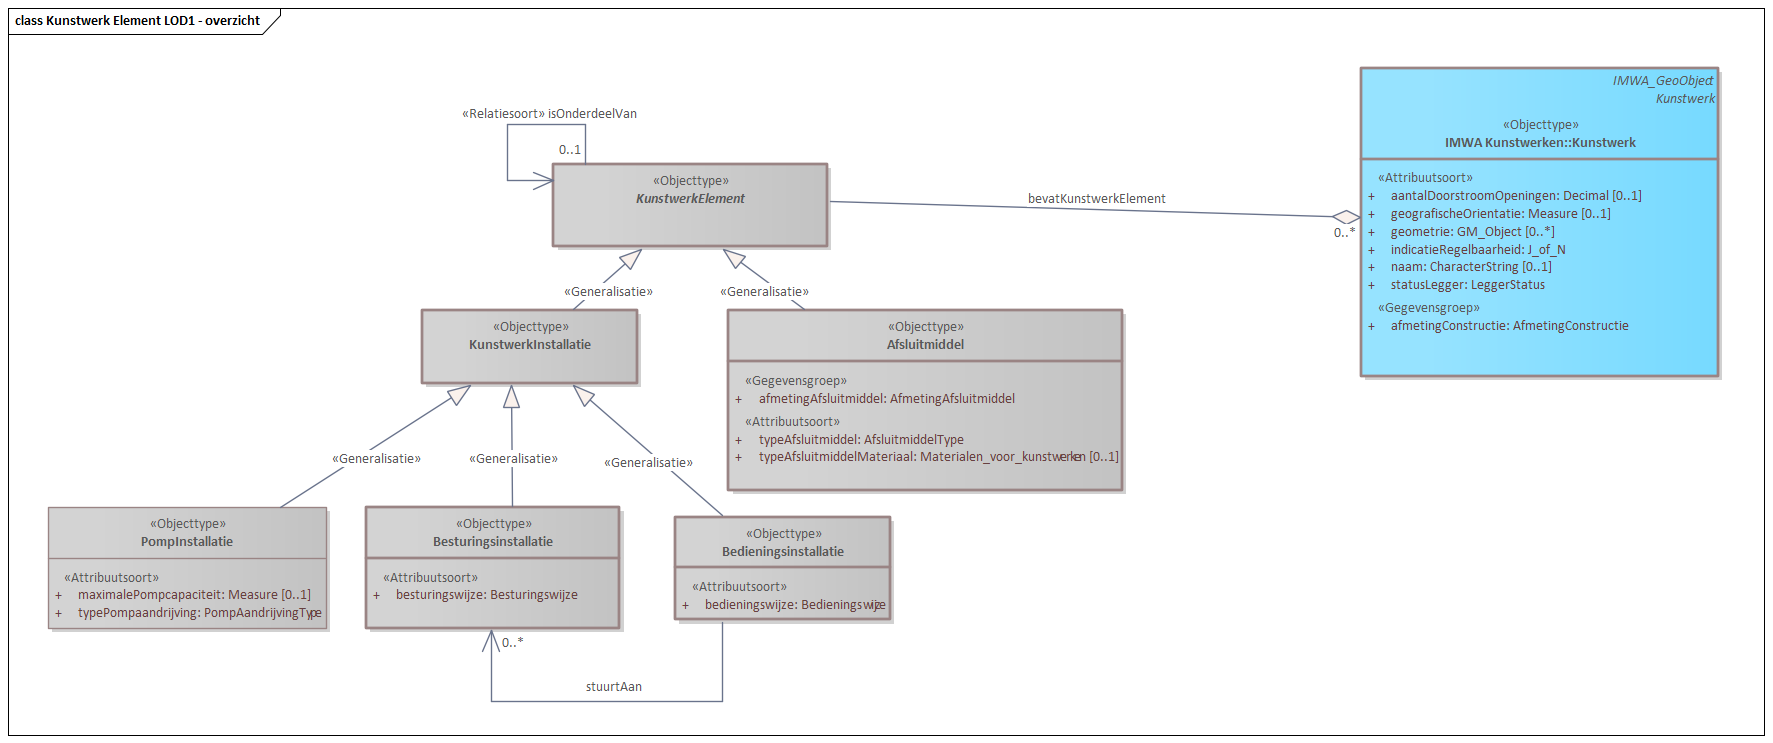 class Kunstwerk Element LOD1 - overzicht
«Relatiesoort» isOnderdeelVan
0..1
«Objecttype»
KunstwerkElement
bevatKunstwerkElement
0..*
IMWA_GeoObject
Kunstwerk
«Objecttype»
IMWA Kunstwerken::Kunstwerk
«Attribuutsoort»
+ aantalDoorstroomOpeningen: Decimal [0..1]
+ geografischeOrientatie: Measure [0..1]
+ geometrie: GM_Object [0..*]
+ indicatieRegelbaarheid: J_of_N
+ naam: CharacterString [0..1]
+ statusLegger: LeggerStatus
«Gegevensgroep»
+ afmetingConstructie: AfmetingConstructie
«Generalisatie»
«Generalisatie»
«Objecttype»
KunstwerkInstallatie
«Objecttype»
Afsluitmiddel
«Gegevensgroep»
+ afmetingAfsluitmiddel: AfmetingAfsluitmiddel
«Attribuutsoort»
+ typeAfsluitmiddel: AfsluitmiddelType
+ typeAfsluitmiddelMateriaal: Materialen_voor_kunstwerken [0..1]
«Generalisatie»
«Generalisatie»
«Generalisatie»
«Objecttype»
PompInstallatie
«Attribuutsoort»
+ maximalePompcapaciteit: Measure [0..1]
+ typePompaandrijving: PompAandrijvingType
«Objecttype»
Besturingsinstallatie
«Attribuutsoort»
+ besturingswijze: Besturingswijze
«Objecttype»
Bedieningsinstallatie
«Attribuutsoort»
+ bedieningswijze: Bedieningswijze
0..*
stuurtAan